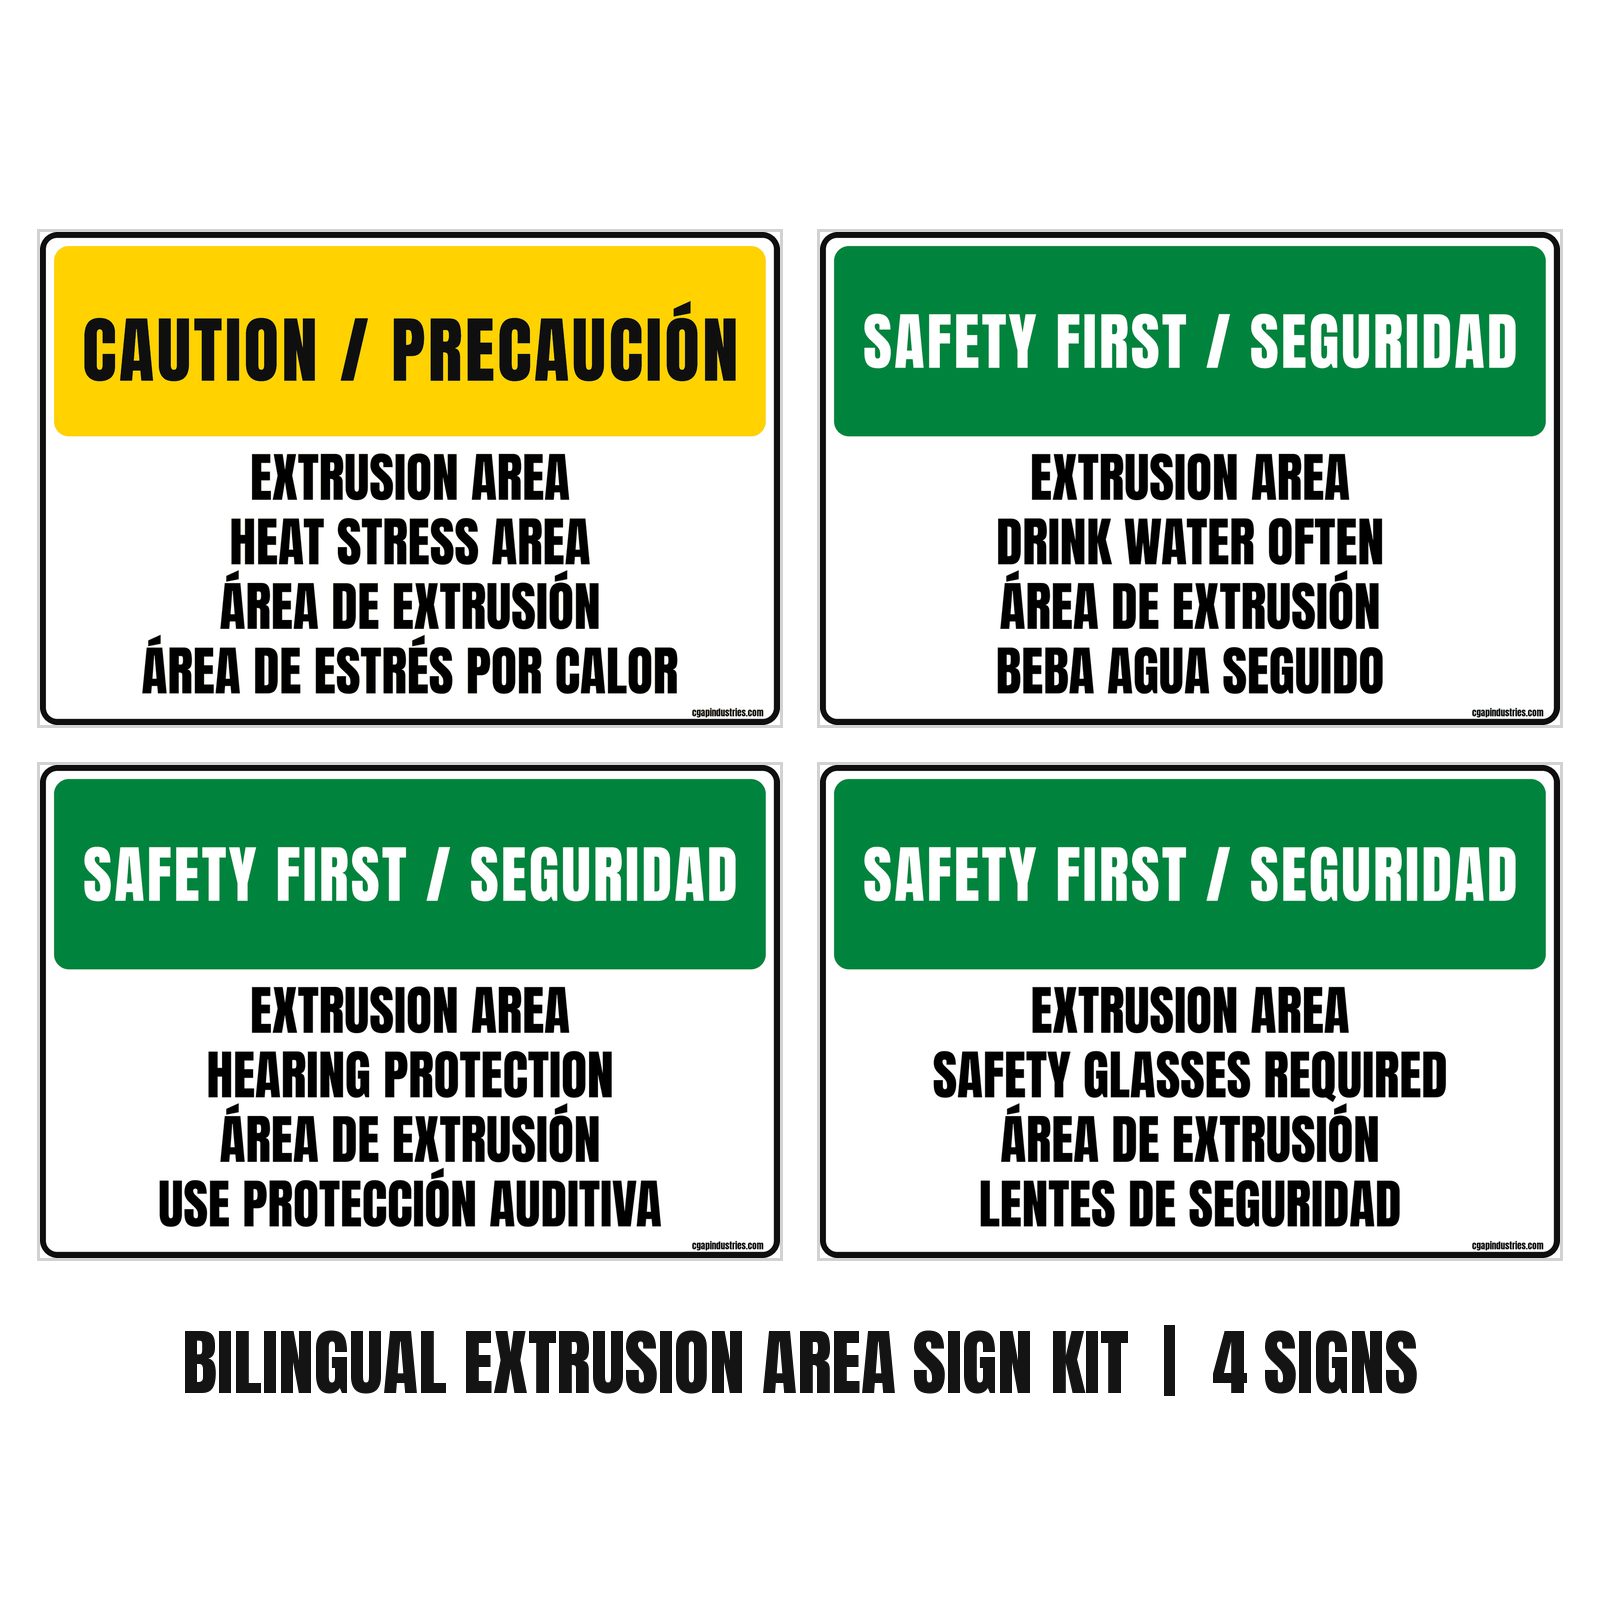 CAUTION / PRECAUCIÓN
EXTRUSION AREA
HEAT STRESS AREA
ÁREA DE EXTRUSIÓN
ÁREA DE ESTRÉS POR CALOR
cgapindustries.com
SAFETY FIRST / SEGURIDAD
EXTRUSION AREA
DRINK WATER OFTEN
ÁREA DE EXTRUSIÓN
BEBA AGUA SEGUIDO
cgapindustries.com
SAFETY FIRST / SEGURIDAD
EXTRUSION AREA
HEARING PROTECTION
ÁREA DE EXTRUSIÓN
USE PROTECCIÓN AUDITIVA
cgapindustries.com
SAFETY FIRST / SEGURIDAD
EXTRUSION AREA
SAFETY GLASSES REQUIRED
ÁREA DE EXTRUSIÓN
LENTES DE SEGURIDAD
cgapindustries.com
BILINGUAL EXTRUSION AREA SIGN KIT | 4 SIGNS